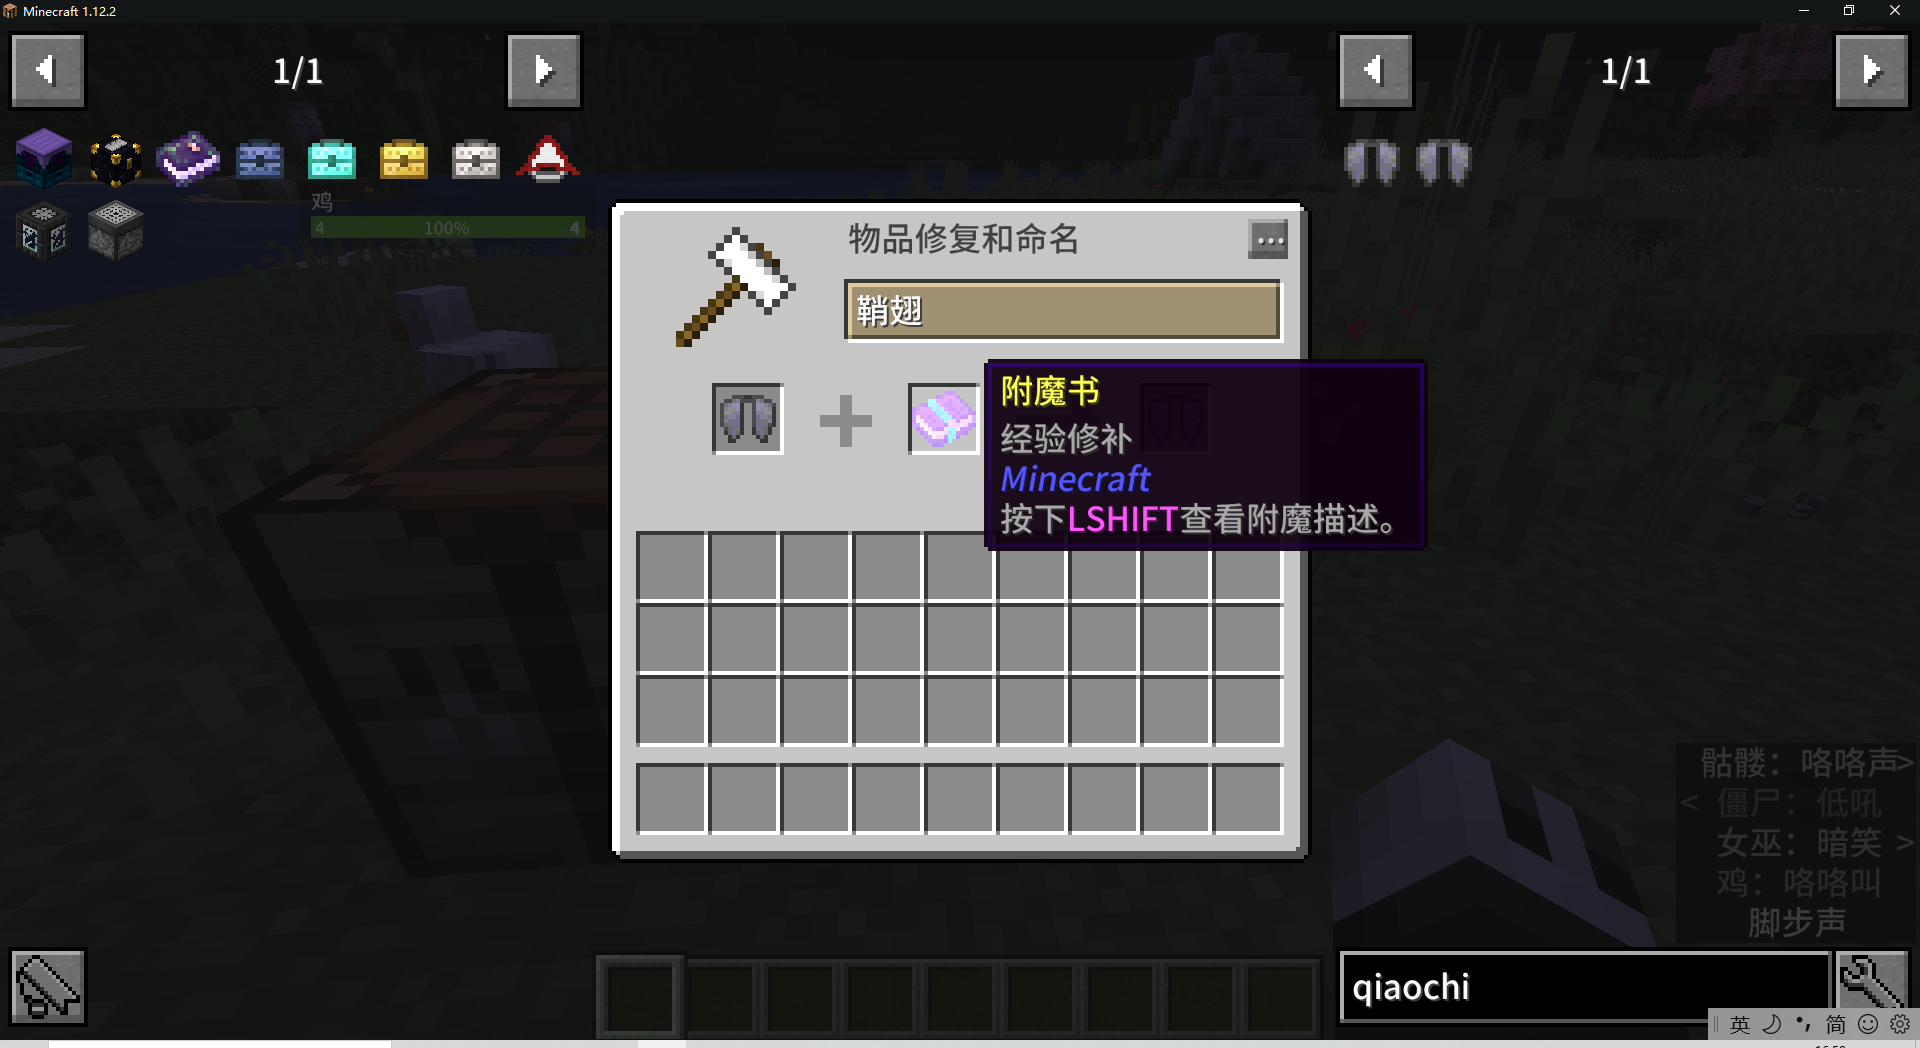 Minecraft 1.12.2
1/1
1/1
鸡
4 100% 4
物品修复和命名
...
鞘翅
附魔书
经验修补
Minecraft
按下LSHIFT查看附魔描述。
骷髅：咯咯声>
< 僵尸：低吼
女巫：暗笑 >
鸡：咯咯叫
脚步声
qiaochi
英 简